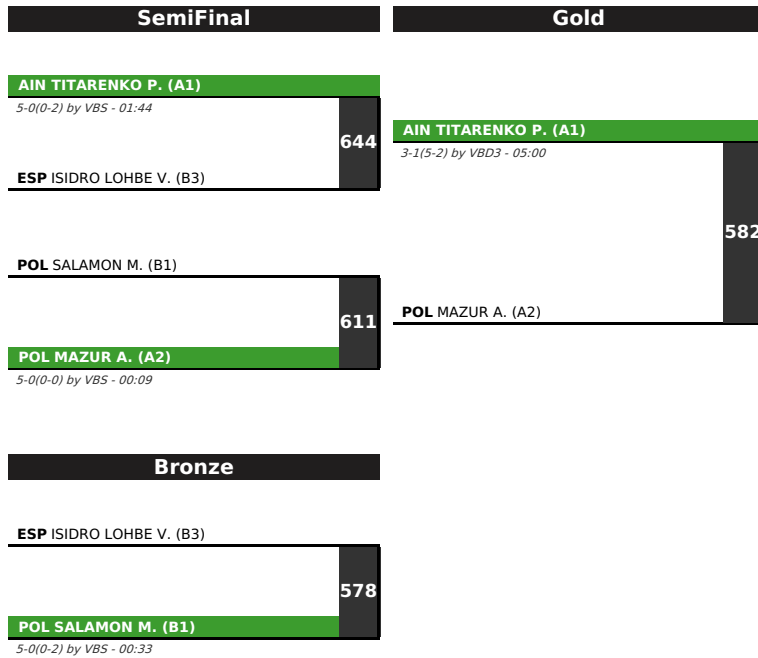 SemiFinal
AIN TITARENKO P. (A1)
5-0(0-2) by VBS - 01:44
644
ESP ISIDRO LOHBE V. (B3)
POL SALAMON M. (B1)
611
POL MAZUR A. (A2)
5-0(0-0) by VBS - 00:09
Gold
AIN TITARENKO P. (A1)
3-1(5-2) by VBD3 - 05:00
582
POL MAZUR A. (A2)
Bronze
ESP ISIDRO LOHBE V. (B3)
578
POL SALAMON M. (B1)
5-0(0-2) by VBS - 00:33